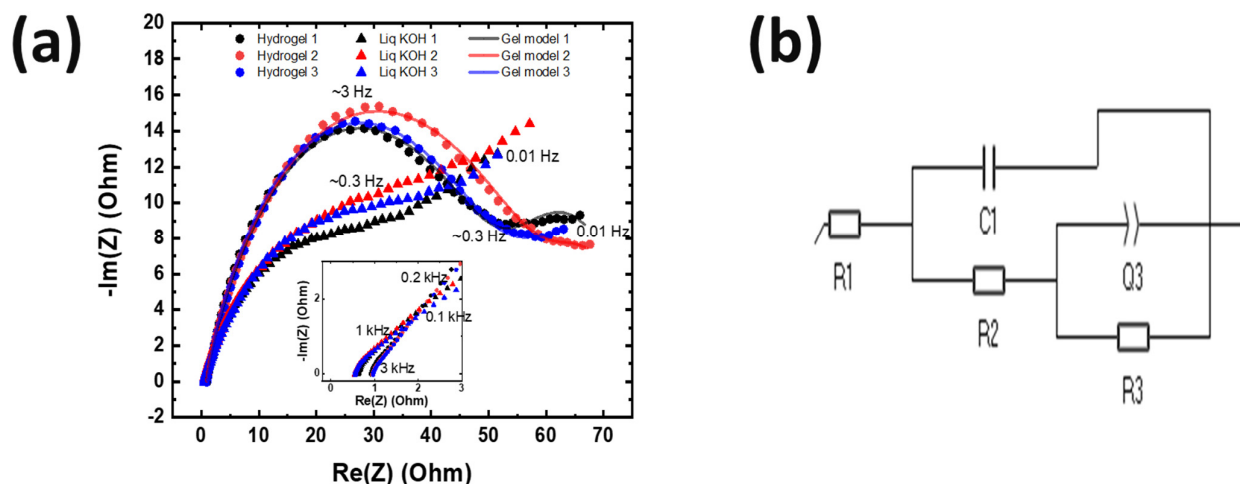 (a)
20
18
16
14
12
10
8
6
4
2
0
-2
-Im(Z) (Ohm)
Hydrogel 1 Liq KOH 1 Gel model 1
Hydrogel 2 Liq KOH 2 Gel model 2
Hydrogel 3 Liq KOH 3 Gel model 3
~3 Hz
0.01 Hz
~0.3 Hz
~0.3 Hz
0.01 Hz
-Im(Z) (Ohm)
2
0
0.2 kHz
1 kHz
0.1 kHz
3 kHz
0 1 2 3
Re(Z) (Ohm)
0 10 20 30 40 50 60 70
Re(Z) (Ohm)
(b)
C1
R1
R2
Q3
R3